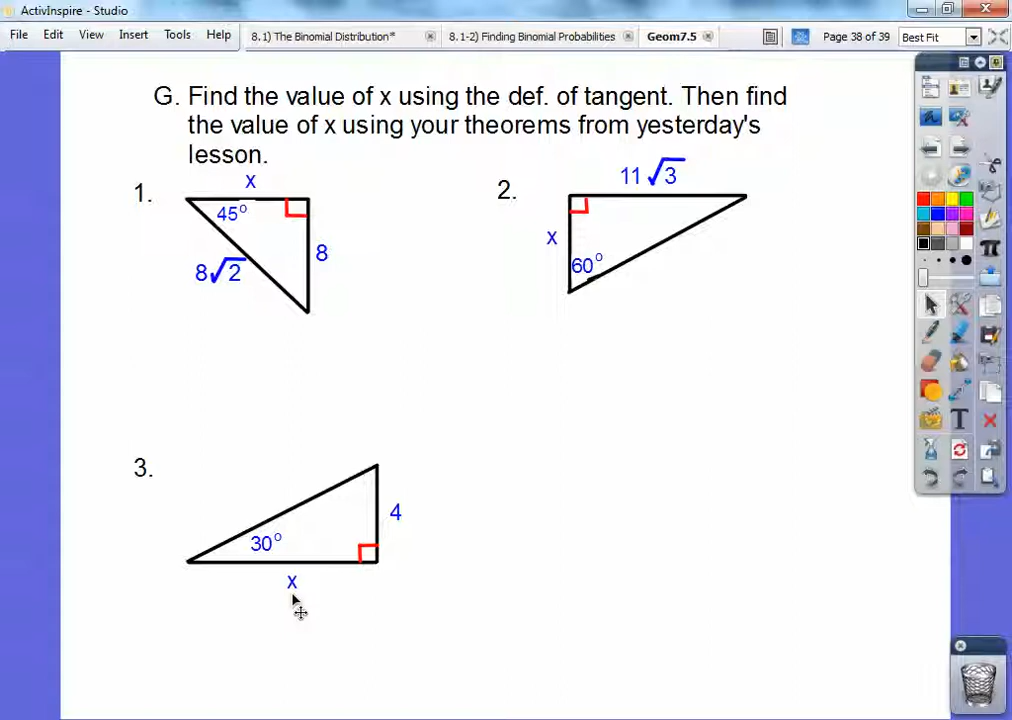 ActivInspire - Studio
File Edit View Insert Tools Help 8.1) The Binomial Distribution* 8.1-2) Finding Binomial Probabilities Geom7.5 Page 38 of 39 Best Fit
G. Find the value of x using the def. of tangent. Then find
the value of x using your theorems from yesterday's
lesson.
1.
x
45°
8
8√2
2.
11√3
x
60°
3.
4
30°
x